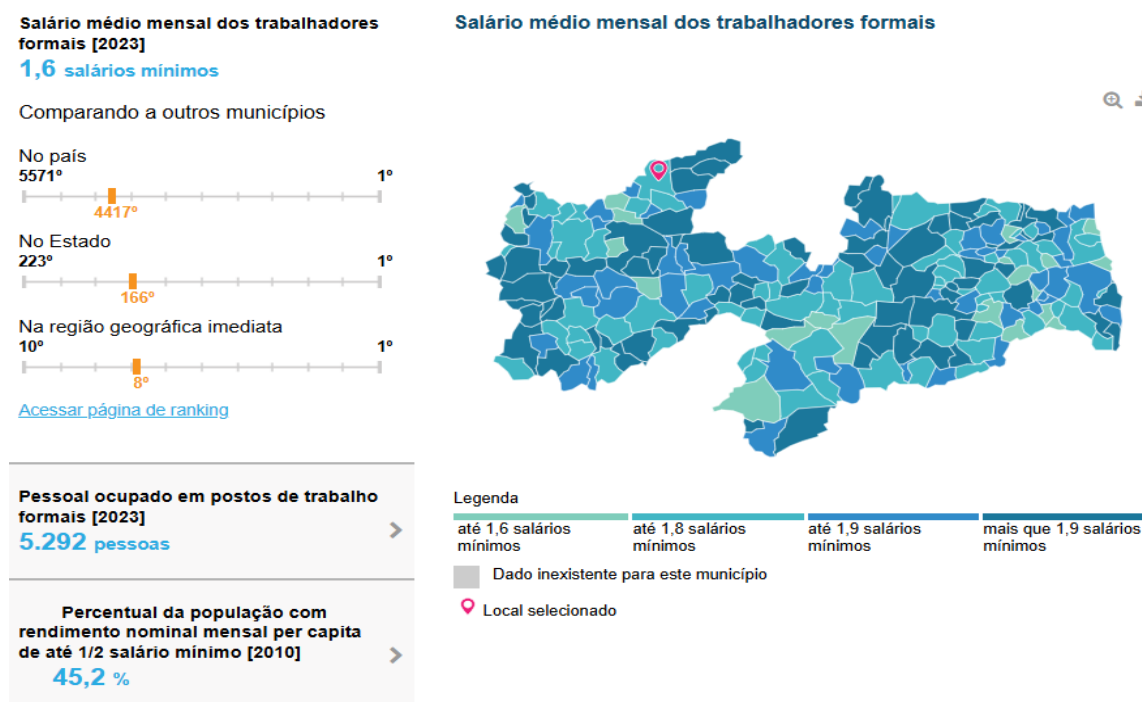 Salário médio mensal dos trabalhadores
formais [2023]
1,6 salários mínimos
Comparando a outros municípios
No país
5571º 1º
4417º
No Estado
223º 1º
166º
Na região geográfica imediata
10º 1º
8º
Acessar página de ranking
Pessoal ocupado em postos de trabalho
formais [2023]
5.292 pessoas
Percentual da população com
rendimento nominal mensal per capita
de até 1/2 salário mínimo [2010]
45,2 %
Salário médio mensal dos trabalhadores formais
Legenda
até 1,6 salários
mínimos
até 1,8 salários
mínimos
até 1,9 salários
mínimos
mais que 1,9 salários
mínimos
Dado inexistente para este município
Local selecionado